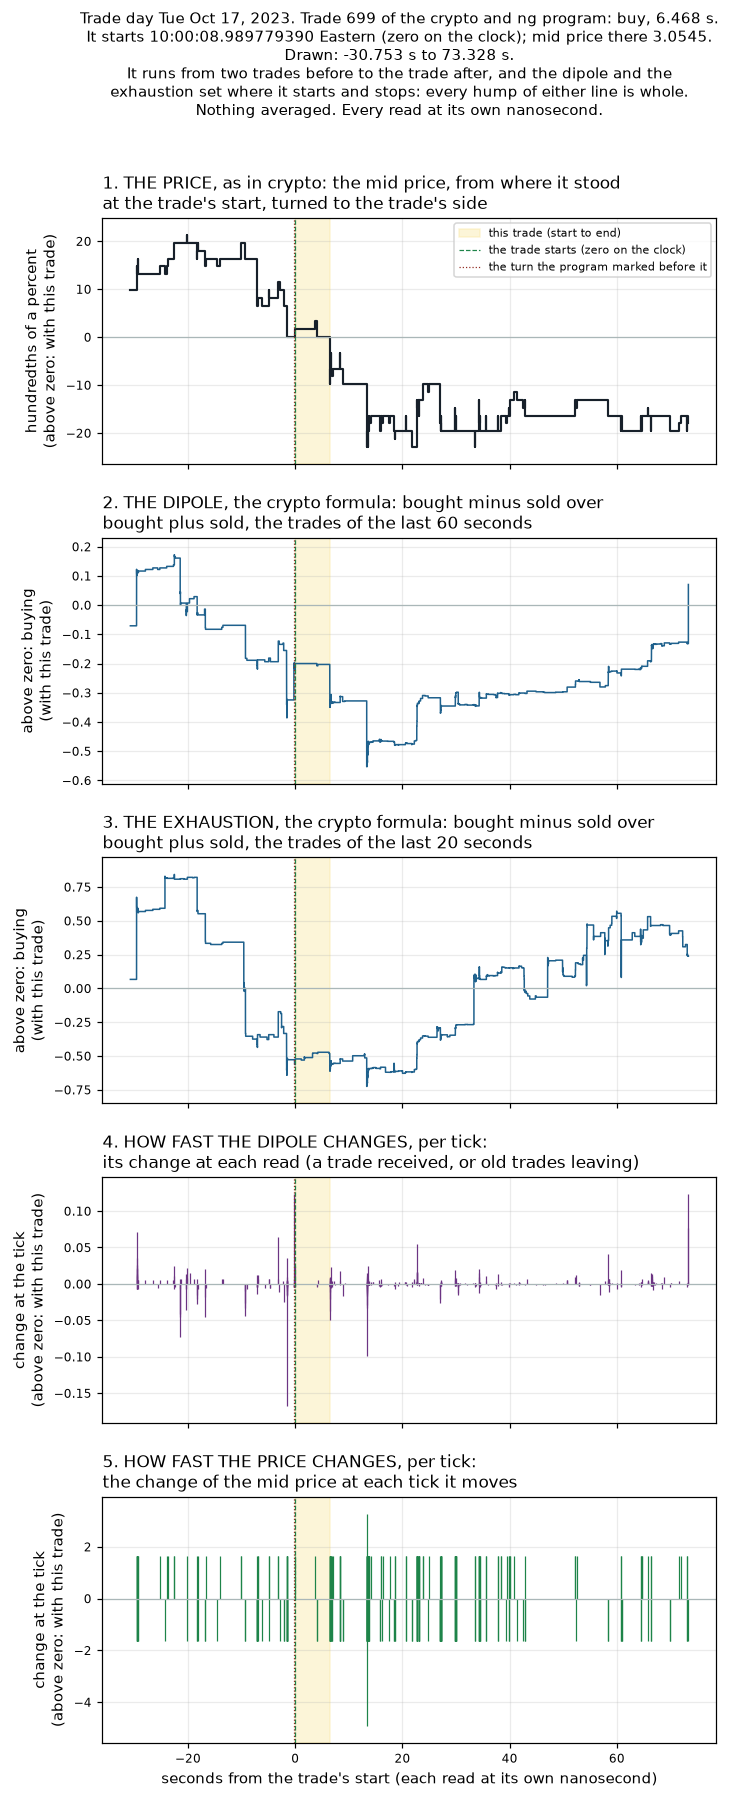 Trade day Tue Oct 17, 2023. Trade 699 of the crypto and ng program: buy, 6.468 s.
It starts 10:00:08.989779390 Eastern (zero on the clock); mid price there 3.0545.
Drawn: -30.753 s to 73.328 s.
It runs from two trades before to the trade after, and the dipole and the
exhaustion set where it starts and stops: every hump of either line is whole.
Nothing averaged. Every read at its own nanosecond.
1. THE PRICE, as in crypto: the mid price, from where it stood
at the trade's start, turned to the trade's side
this trade (start to end)
the trade starts (zero on the clock)
the turn the program marked before it
hundredths of a percent
(above zero: with this trade)
20
10
0
−10
−20
2. THE DIPOLE, the crypto formula: bought minus sold over
bought plus sold, the trades of the last 60 seconds
above zero: buying
(with this trade)
0.2
0.1
0.0
−0.1
−0.2
−0.3
−0.4
−0.5
−0.6
3. THE EXHAUSTION, the crypto formula: bought minus sold over
bought plus sold, the trades of the last 20 seconds
above zero: buying
(with this trade)
0.75
0.50
0.25
0.00
−0.25
−0.50
−0.75
4. HOW FAST THE DIPOLE CHANGES, per tick:
its change at each read (a trade received, or old trades leaving)
change at the tick
(above zero: with this trade)
0.10
0.05
0.00
−0.05
−0.10
−0.15
5. HOW FAST THE PRICE CHANGES, per tick:
the change of the mid price at each tick it moves
change at the tick
(above zero: with this trade)
2
0
−2
−4
−20
0
20
40
60
seconds from the trade's start (each read at its own nanosecond)